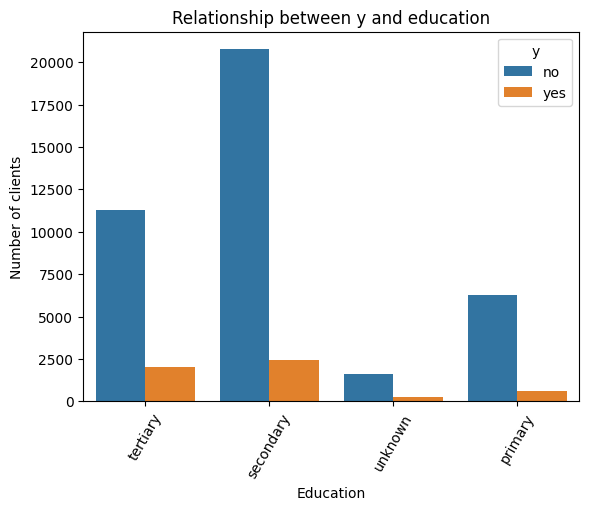 Relationship between y and education
y
no
yes
Number of clients
20000
17500
15000
12500
10000
7500
5000
2500
0
tertiary
secondary
unknown
primary
Education